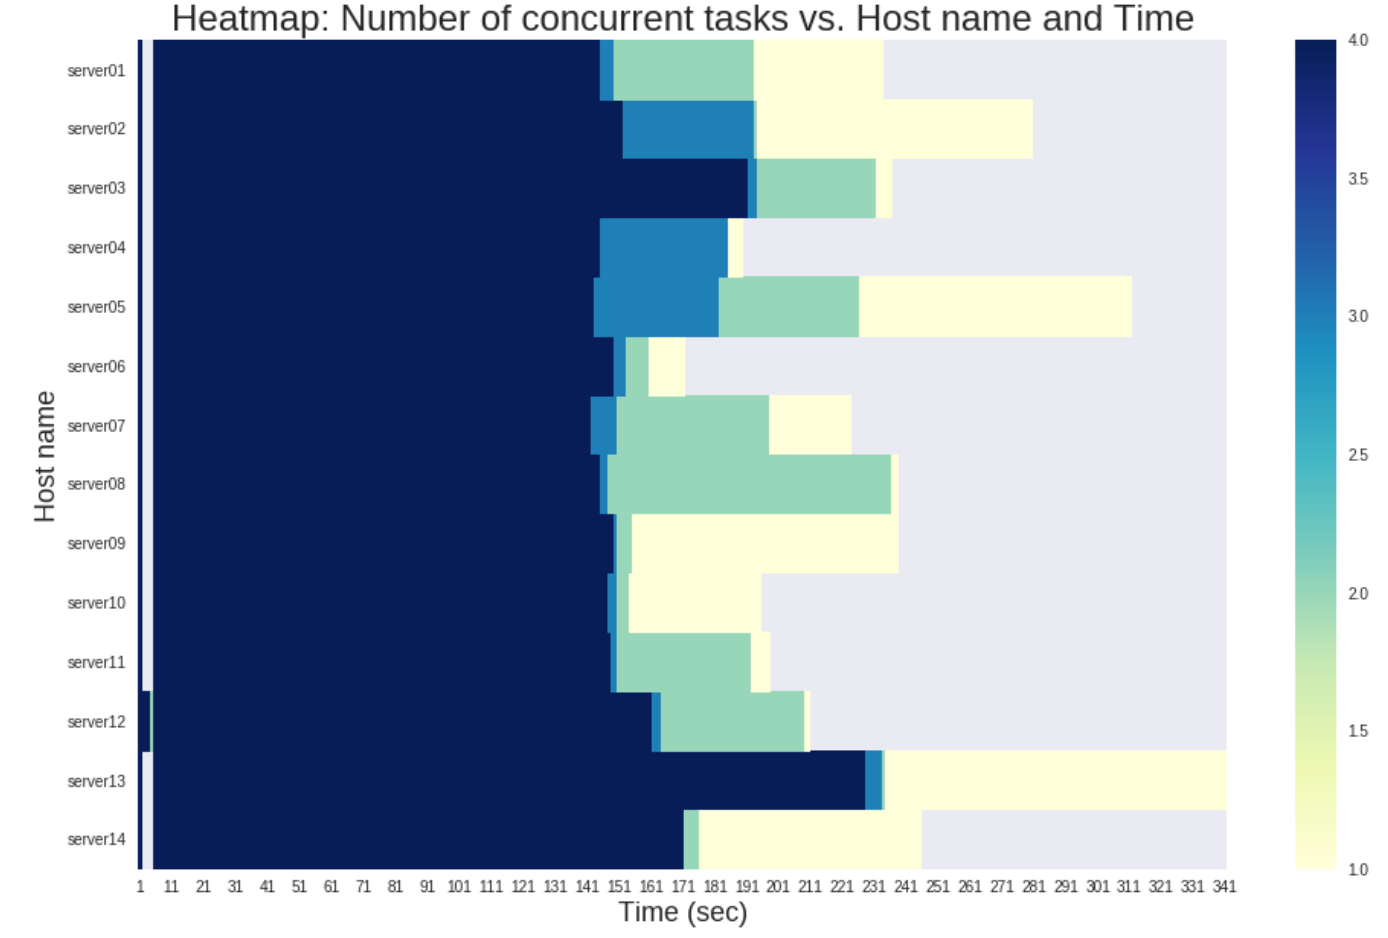 Heatmap: Number of concurrent tasks vs. Host name and Time
server01
server02
server03
server04
server05
server06
server07
server08
server09
server10
server11
server12
server13
server14
Host name
1 11 21 31 41 51 61 71 81 91 101 111 121 131 141 151 161 171 181 191 201 211 221 231 241 251 261 271 281 291 301 311 321 331 341
Time (sec)
4.0
3.5
3.0
2.5
2.0
1.5
1.0